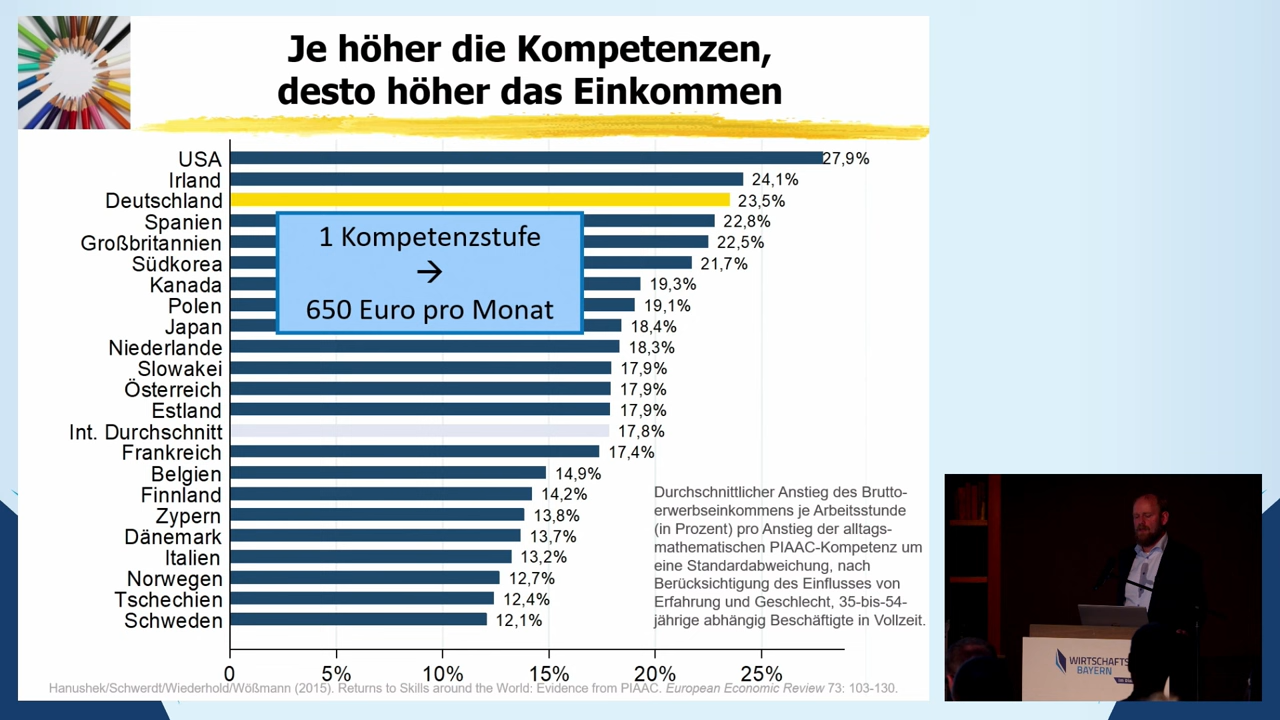 Je höher die Kompetenzen,
desto höher das Einkommen
USA 27,9%
Irland 24,1%
Deutschland 23,5%
Spanien 22,8%
Großbritannien 22,5%
Südkorea 21,7%
Kanada 19,3%
Polen 19,1%
Japan 18,4%
Niederlande 18,3%
Slowakei 17,9%
Österreich 17,9%
Estland 17,9%
Int. Durchschnitt 17,8%
Frankreich 17,4%
Belgien 14,9%
Finnland 14,2%
Zypern 13,8%
Dänemark 13,7%
Italien 13,2%
Norwegen 12,7%
Tschechien 12,4%
Schweden 12,1%
1 Kompetenzstufe
→
650 Euro pro Monat
Durchschnittlicher Anstieg des Brutto-
erwerbseinkommens je Arbeitsstunde
(in Prozent) pro Anstieg der alltags-
mathematischen PIAAC-Kompetenz um
eine Standardabweichung, nach
Berücksichtigung des Einflusses von
Erfahrung und Geschlecht, 35-bis-54-
jährige abhängig Beschäftigte in Vollzeit.
0 5% 10% 15% 20% 25%
Hanushek/Schwerdt/Wiederhold/Wößmann (2015). Returns to Skills around the World: Evidence from PIAAC. European Economic Review 73: 103-130.
WIRTSCHAFTS
BAYERN